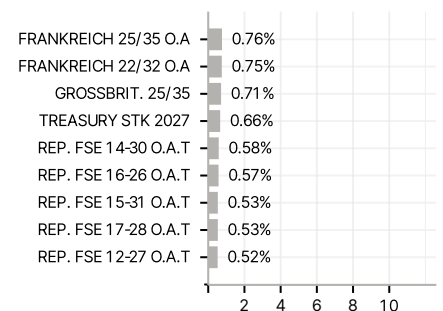 FRANKREICH 25/35 O.A 0.76%
FRANKREICH 22/32 O.A 0.75%
GROSSBRIT. 25/35 0.71%
TREASURY STK 2027 0.66%
REP. FSE 14-30 O.A.T 0.58%
REP. FSE 16-26 O.A.T 0.57%
REP. FSE 15-31 O.A.T 0.53%
REP. FSE 17-28 O.A.T 0.53%
REP. FSE 12-27 O.A.T 0.52%
2 4 6 8 10